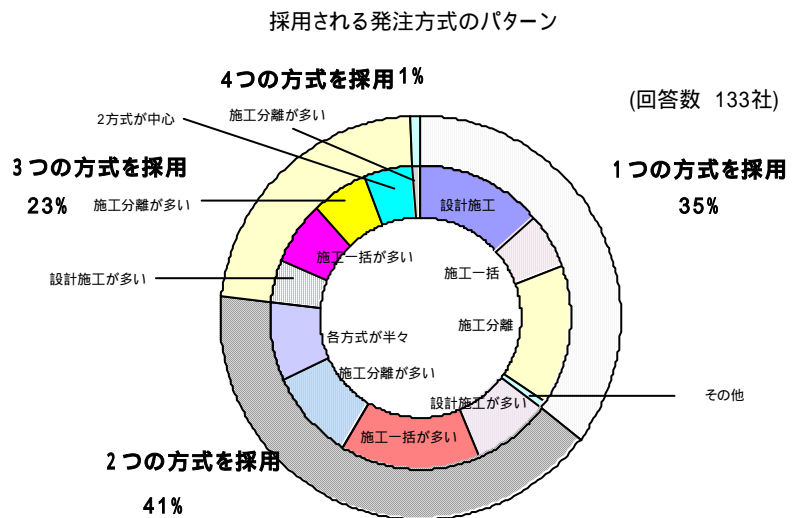 採用される発注方式のパターン
4つの方式を採用 1%
(回答数 133社)
2方式が中心
施工分離が多い
3つの方式を採用
23%
施工分離が多い
1つの方式を採用
35%
設計施工
施工一括が多い
施工一括
設計施工が多い
施工分離
各方式が半々
施工分離が多い
その他
設計施工が多い
施工一括が多い
2つの方式を採用
41%